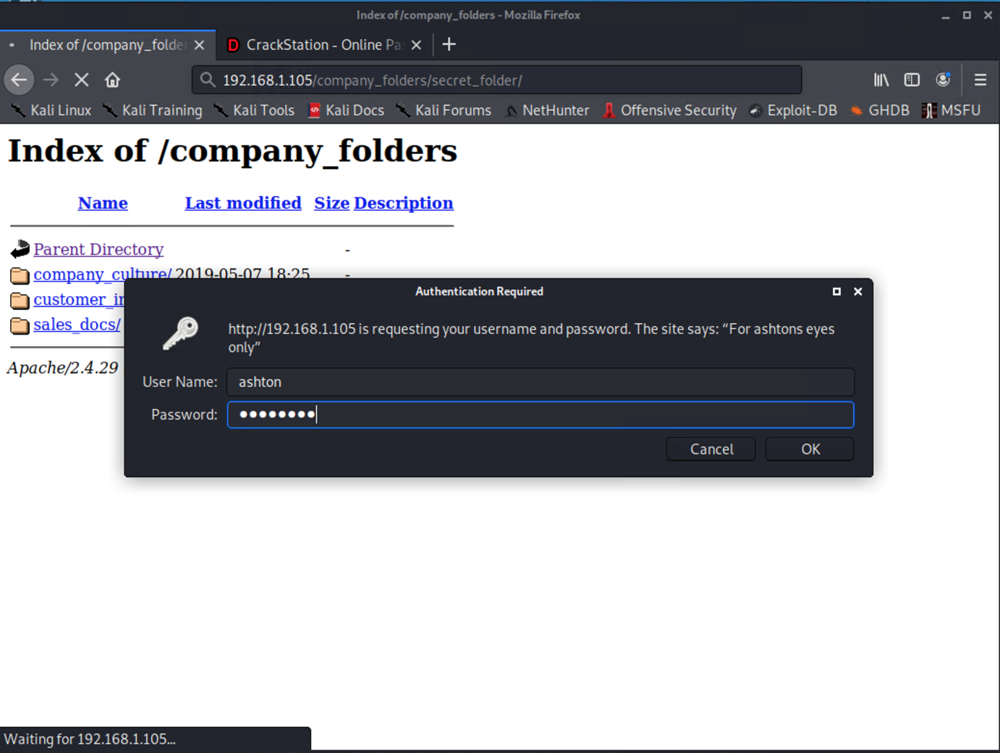 Index of /company_folders - Mozilla Firefox
Index of /company_folder
CrackStation - Online Pas
192.168.1.105/company_folders/secret_folder/
Kali Linux Kali Training Kali Tools Kali Docs Kali Forums NetHunter Offensive Security Exploit-DB GHDB MSFU
Index of /company_folders
Name Last modified Size Description
Parent Directory -
company_culture/ 2019-05-07 18:25 -
customer_in
sales_docs/
Apache/2.4.29
Authentication Required
http://192.168.1.105 is requesting your username and password. The site says: “For ashtons eyes
only”
User Name: ashton
Password: ••••••••
Cancel OK
Waiting for 192.168.1.105...